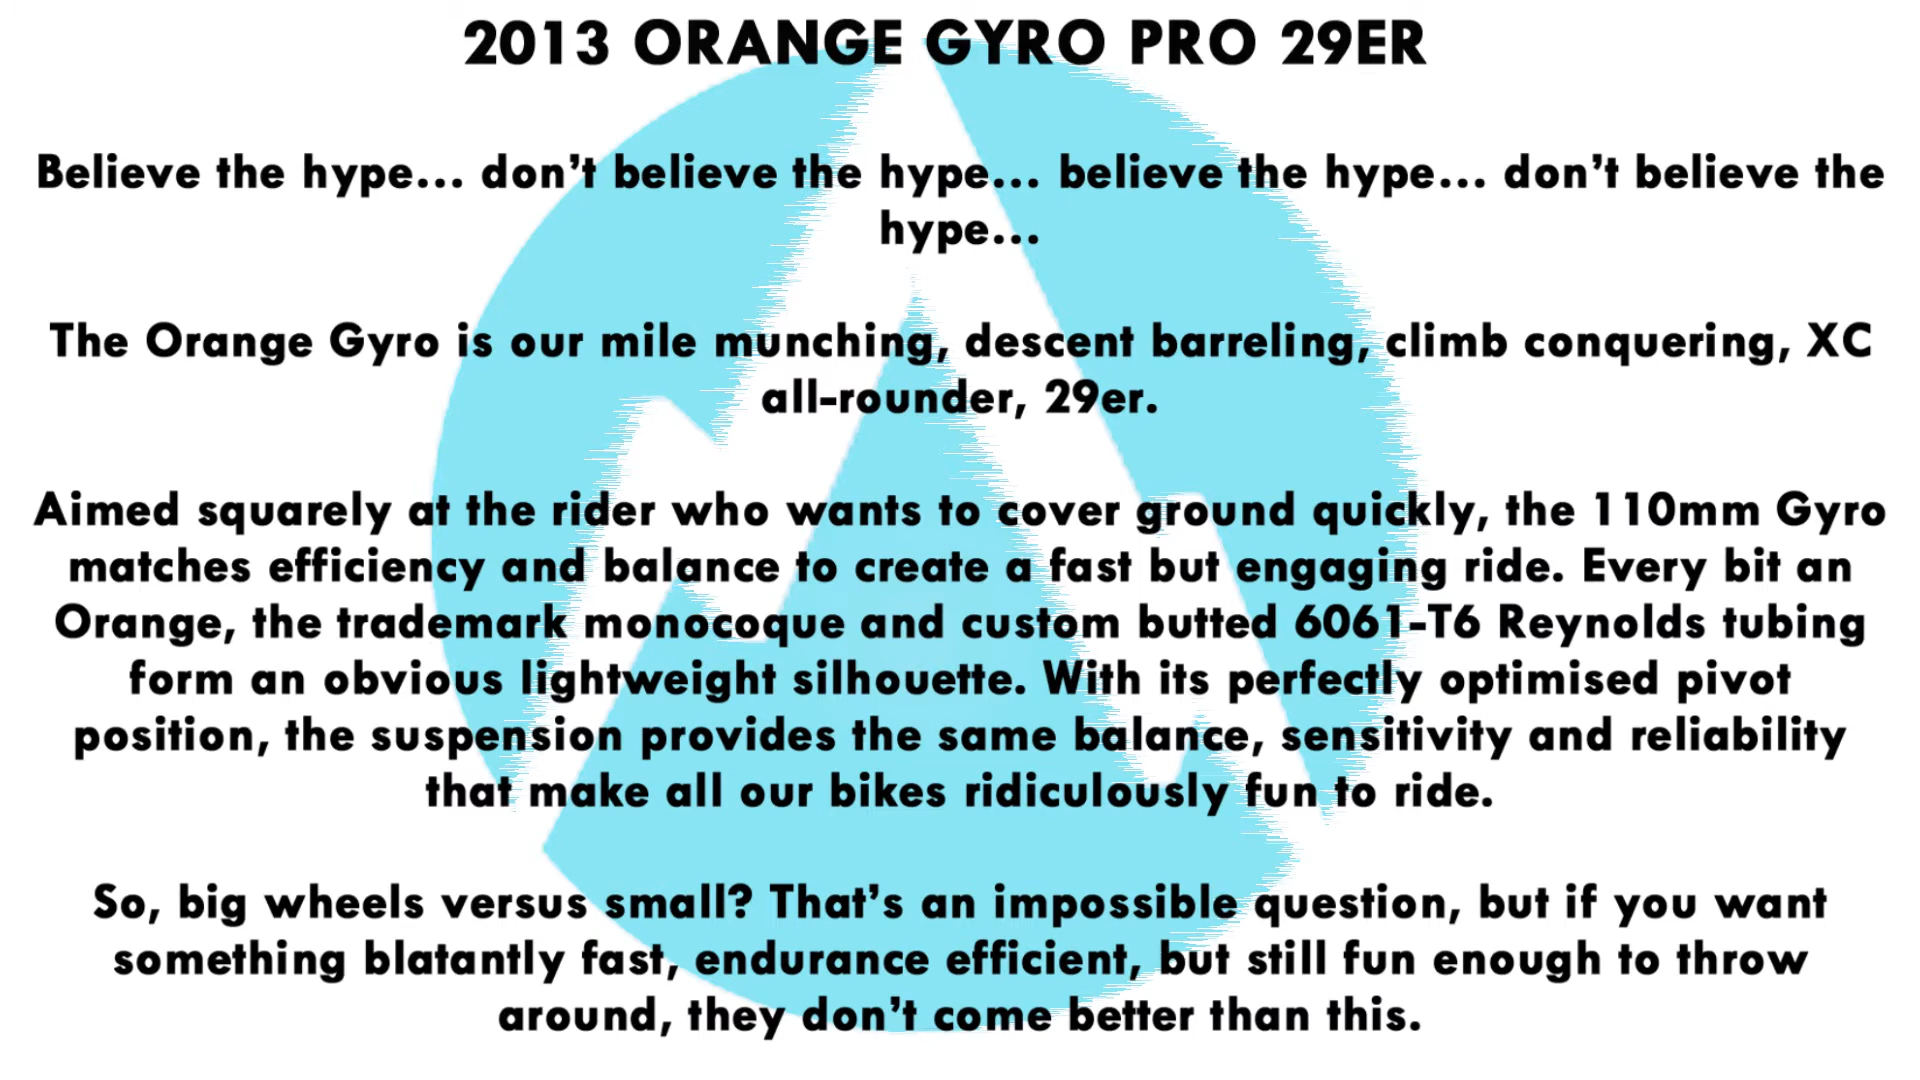 2013 ORANGE GYRO PRO 29ER
Believe the hype... don’t believe the hype... believe the hype... don’t believe the
hype...
The Orange Gyro is our mile munching, descent barreling, climb conquering, XC
all-rounder, 29er.
Aimed squarely at the rider who wants to cover ground quickly, the 110mm Gyro
matches efficiency and balance to create a fast but engaging ride. Every bit an
Orange, the trademark monocoque and custom butted 6061-T6 Reynolds tubing
form an obvious lightweight silhouette. With its perfectly optimised pivot
position, the suspension provides the same balance, sensitivity and reliability
that make all our bikes ridiculously fun to ride.
So, big wheels versus small? That’s an impossible question, but if you want
something blatantly fast, endurance efficient, but still fun enough to throw
around, they don’t come better than this.